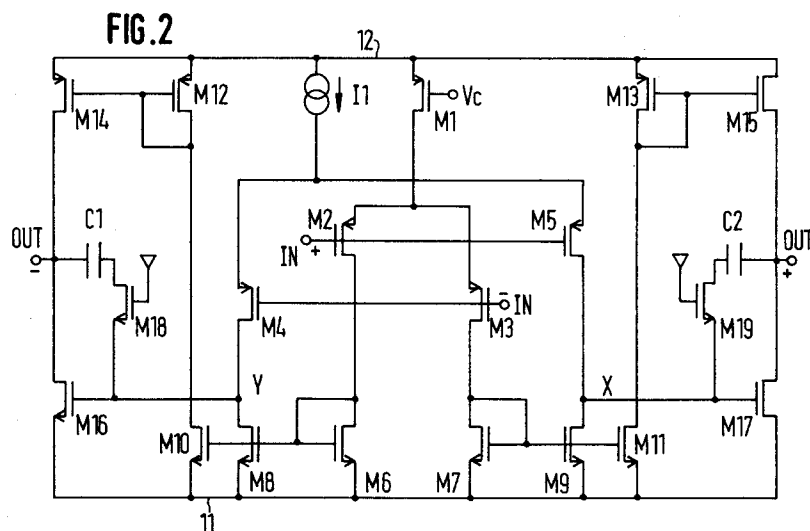 FIG.2
12
M14
M12
I1
M1
Vc
M13
M15
C1
M2
M5
C2
OUT
-
IN
+
OUT
+
M18
M4
- IN
M3
M19
Y
X
M16
M10
M8
M6
M7
M9
M11
M17
11